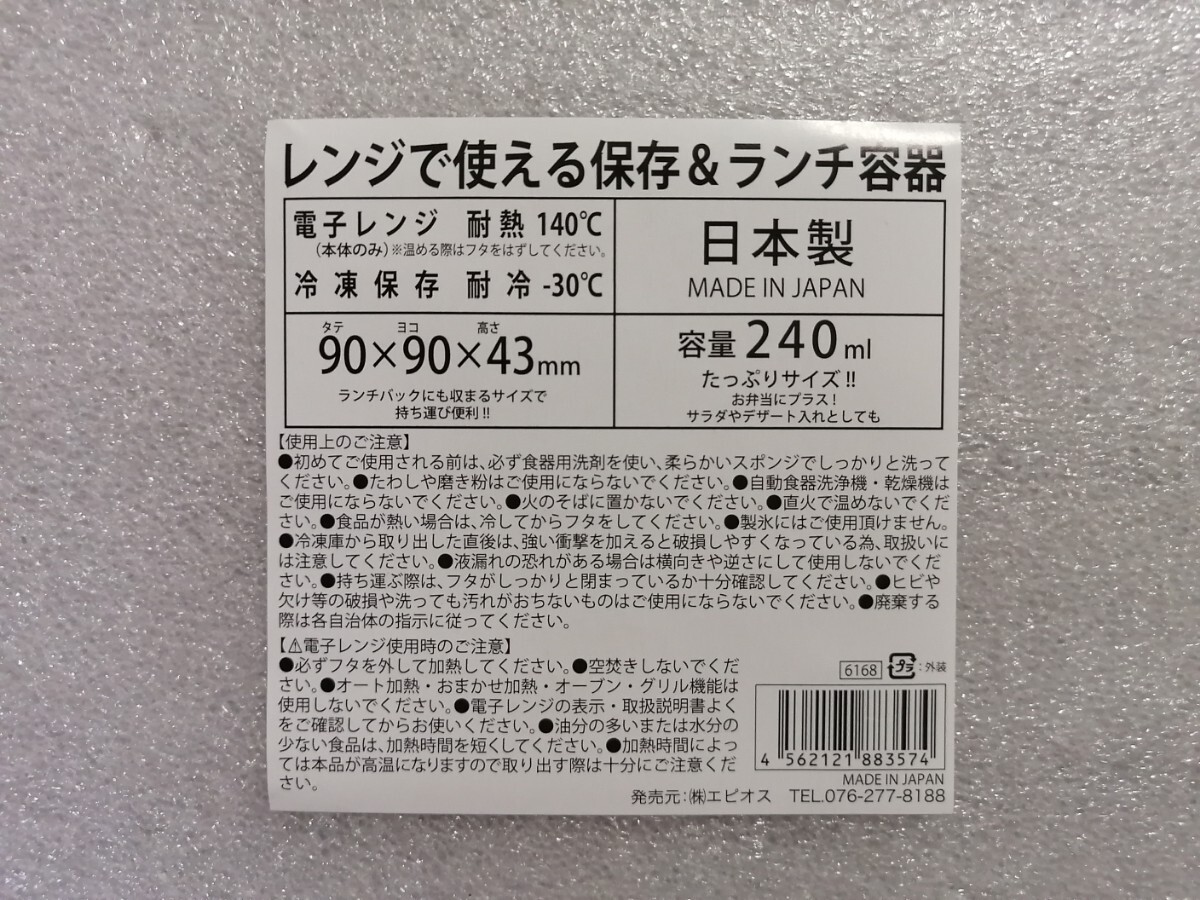 レンジで使える保存&ランチ容器
電子レンジ 耐熱 140℃
(本体のみ)※温める際はフタをはずしてください。
冷凍保存 耐冷 -30℃
日本製
MADE IN JAPAN
タテ ヨコ 高さ
90×90×43mm
ランチバックにも収まるサイズで
持ち運び便利!!
容量 240ml
たっぷりサイズ!!
お弁当にプラス!
サラダやデザート入れとしても
【使用上のご注意】
●初めてご使用される前は、必ず食器用洗剤を使い、柔らかいスポンジでしっかりと洗って
ください。●たわしや磨き粉はご使用にならないでください。●自動食器洗浄機・乾燥機は
ご使用にならないでください。●火のそばに置かないでください。●直火で温めないでくだ
さい。●食品が熱い場合は、冷してからフタをしてください。●製氷にはご使用頂けません。
●冷凍庫から取り出した直後は、強い衝撃を加えると破損しやすくなっている為、取扱いに
は注意してください。●液漏れの恐れがある場合は横向きや逆さにして使用しないでくだ
さい。●持ち運ぶ際は、フタがしっかりと閉まっているか十分確認してください。●ヒビや
欠け等の破損や洗っても汚れがおちないものはご使用にならないでください。●廃棄する
際は各自治体の指示に従ってください。
【⚠電子レンジ使用時のご注意】
●必ずフタを外して加熱してください。●空焚きしないでくだ
さい。●オート加熱・おまかせ加熱・オーブン・グリル機能は
使用しないでください。●電子レンジの表示・取扱説明書よく
をご確認してからお使いください。●油分の多いまたは水分の
少ない食品は、加熱時間を短くしてください。●加熱時間によっ
ては本品が高温になりますので取り出す際は十分にご注意くだ
さい。
6168 プラ :外装
4 562121 883574
MADE IN JAPAN
発売元:㈱エピオス TEL.076-277-8188